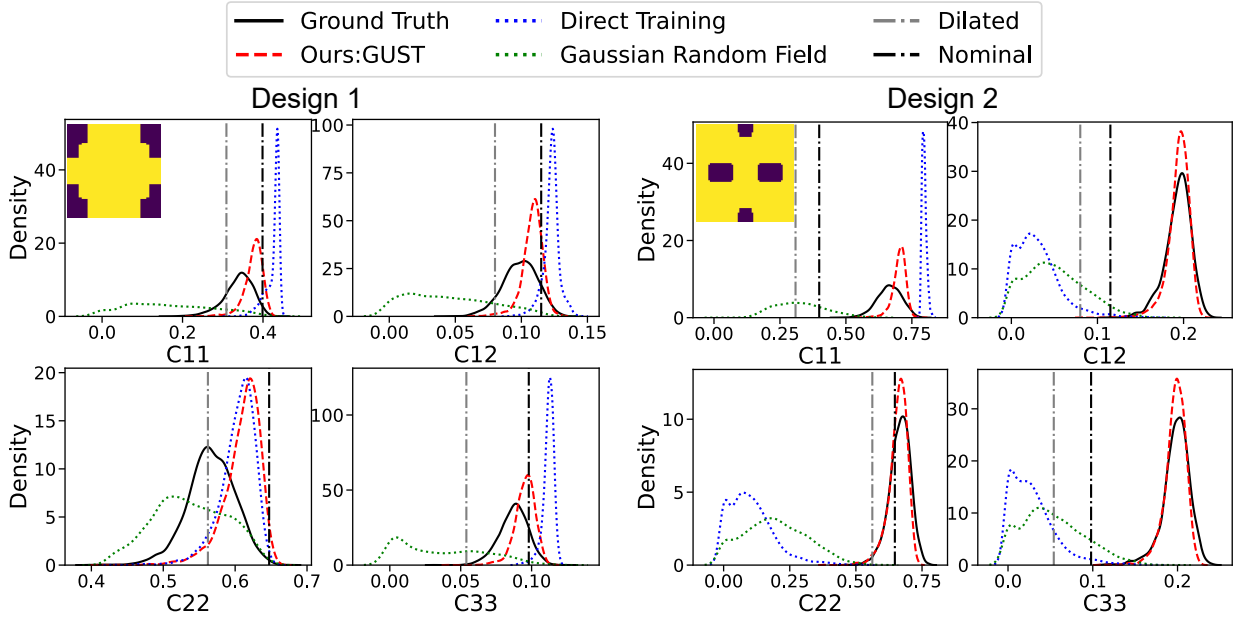 Ground Truth
Direct Training
Dilated
Ours:GUST
Gaussian Random Field
Nominal
Design 1
Design 2
Density
40
20
0
0.0
0.2
0.4
C11
100
75
50
25
0
0.00
0.05
0.10
0.15
C12
Density
40
20
0
0.00
0.25
0.50
0.75
C11
40
30
20
10
0
0.0
0.1
0.2
C12
Density
20
15
10
5
0
0.4
0.5
0.6
0.7
C22
100
50
0
0.00
0.05
0.10
C33
Density
10
5
0
0.00
0.25
0.50
0.75
C22
30
20
10
0
0.0
0.1
0.2
C33